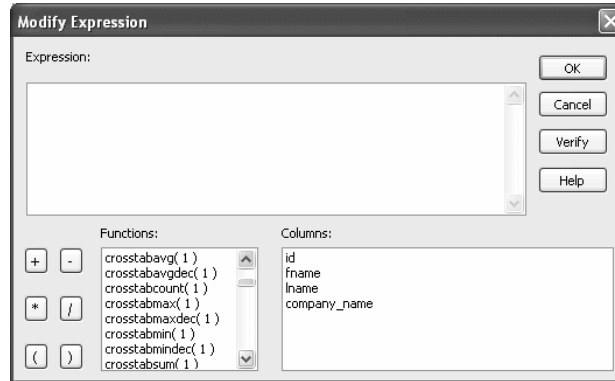 Modify Expression
Expression:
OK
Cancel
Verify
Help
Functions:
Columns:
+ -
* /
( )
crosstabavg( 1 )
crosstabavgdec( 1 )
crosstabcount( 1 )
crosstabmax( 1 )
crosstabmaxdec( 1 )
crosstabmin( 1 )
crosstabmindec( 1 )
crosstabsum( 1 )
id
fname
lname
company_name